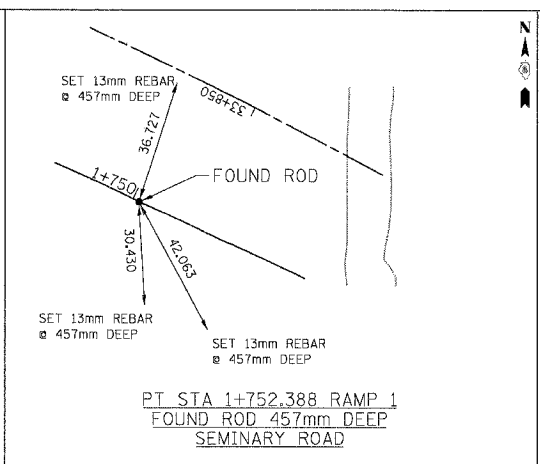 N
SET 13mm REBAR
@ 457mm DEEP
33+850
36.727
1+750
FOUND ROD
30.430
42.063
SET 13mm REBAR
@ 457mm DEEP
SET 13mm REBAR
@ 457mm DEEP
PT STA 1+752.388 RAMP 1
FOUND ROD 457mm DEEP
SEMINARY ROAD